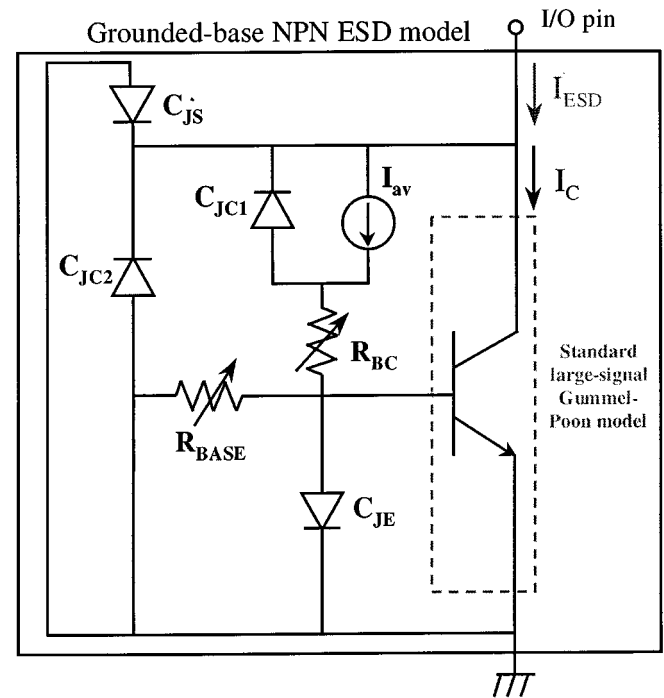 Grounded-base NPN ESD model
I/O pin
C_JS
I_ESD
I_C
C_JC1
I_av
C_JC2
R_BC
Standard
large-signal
Gummel-
Poon model
R_BASE
C_JE